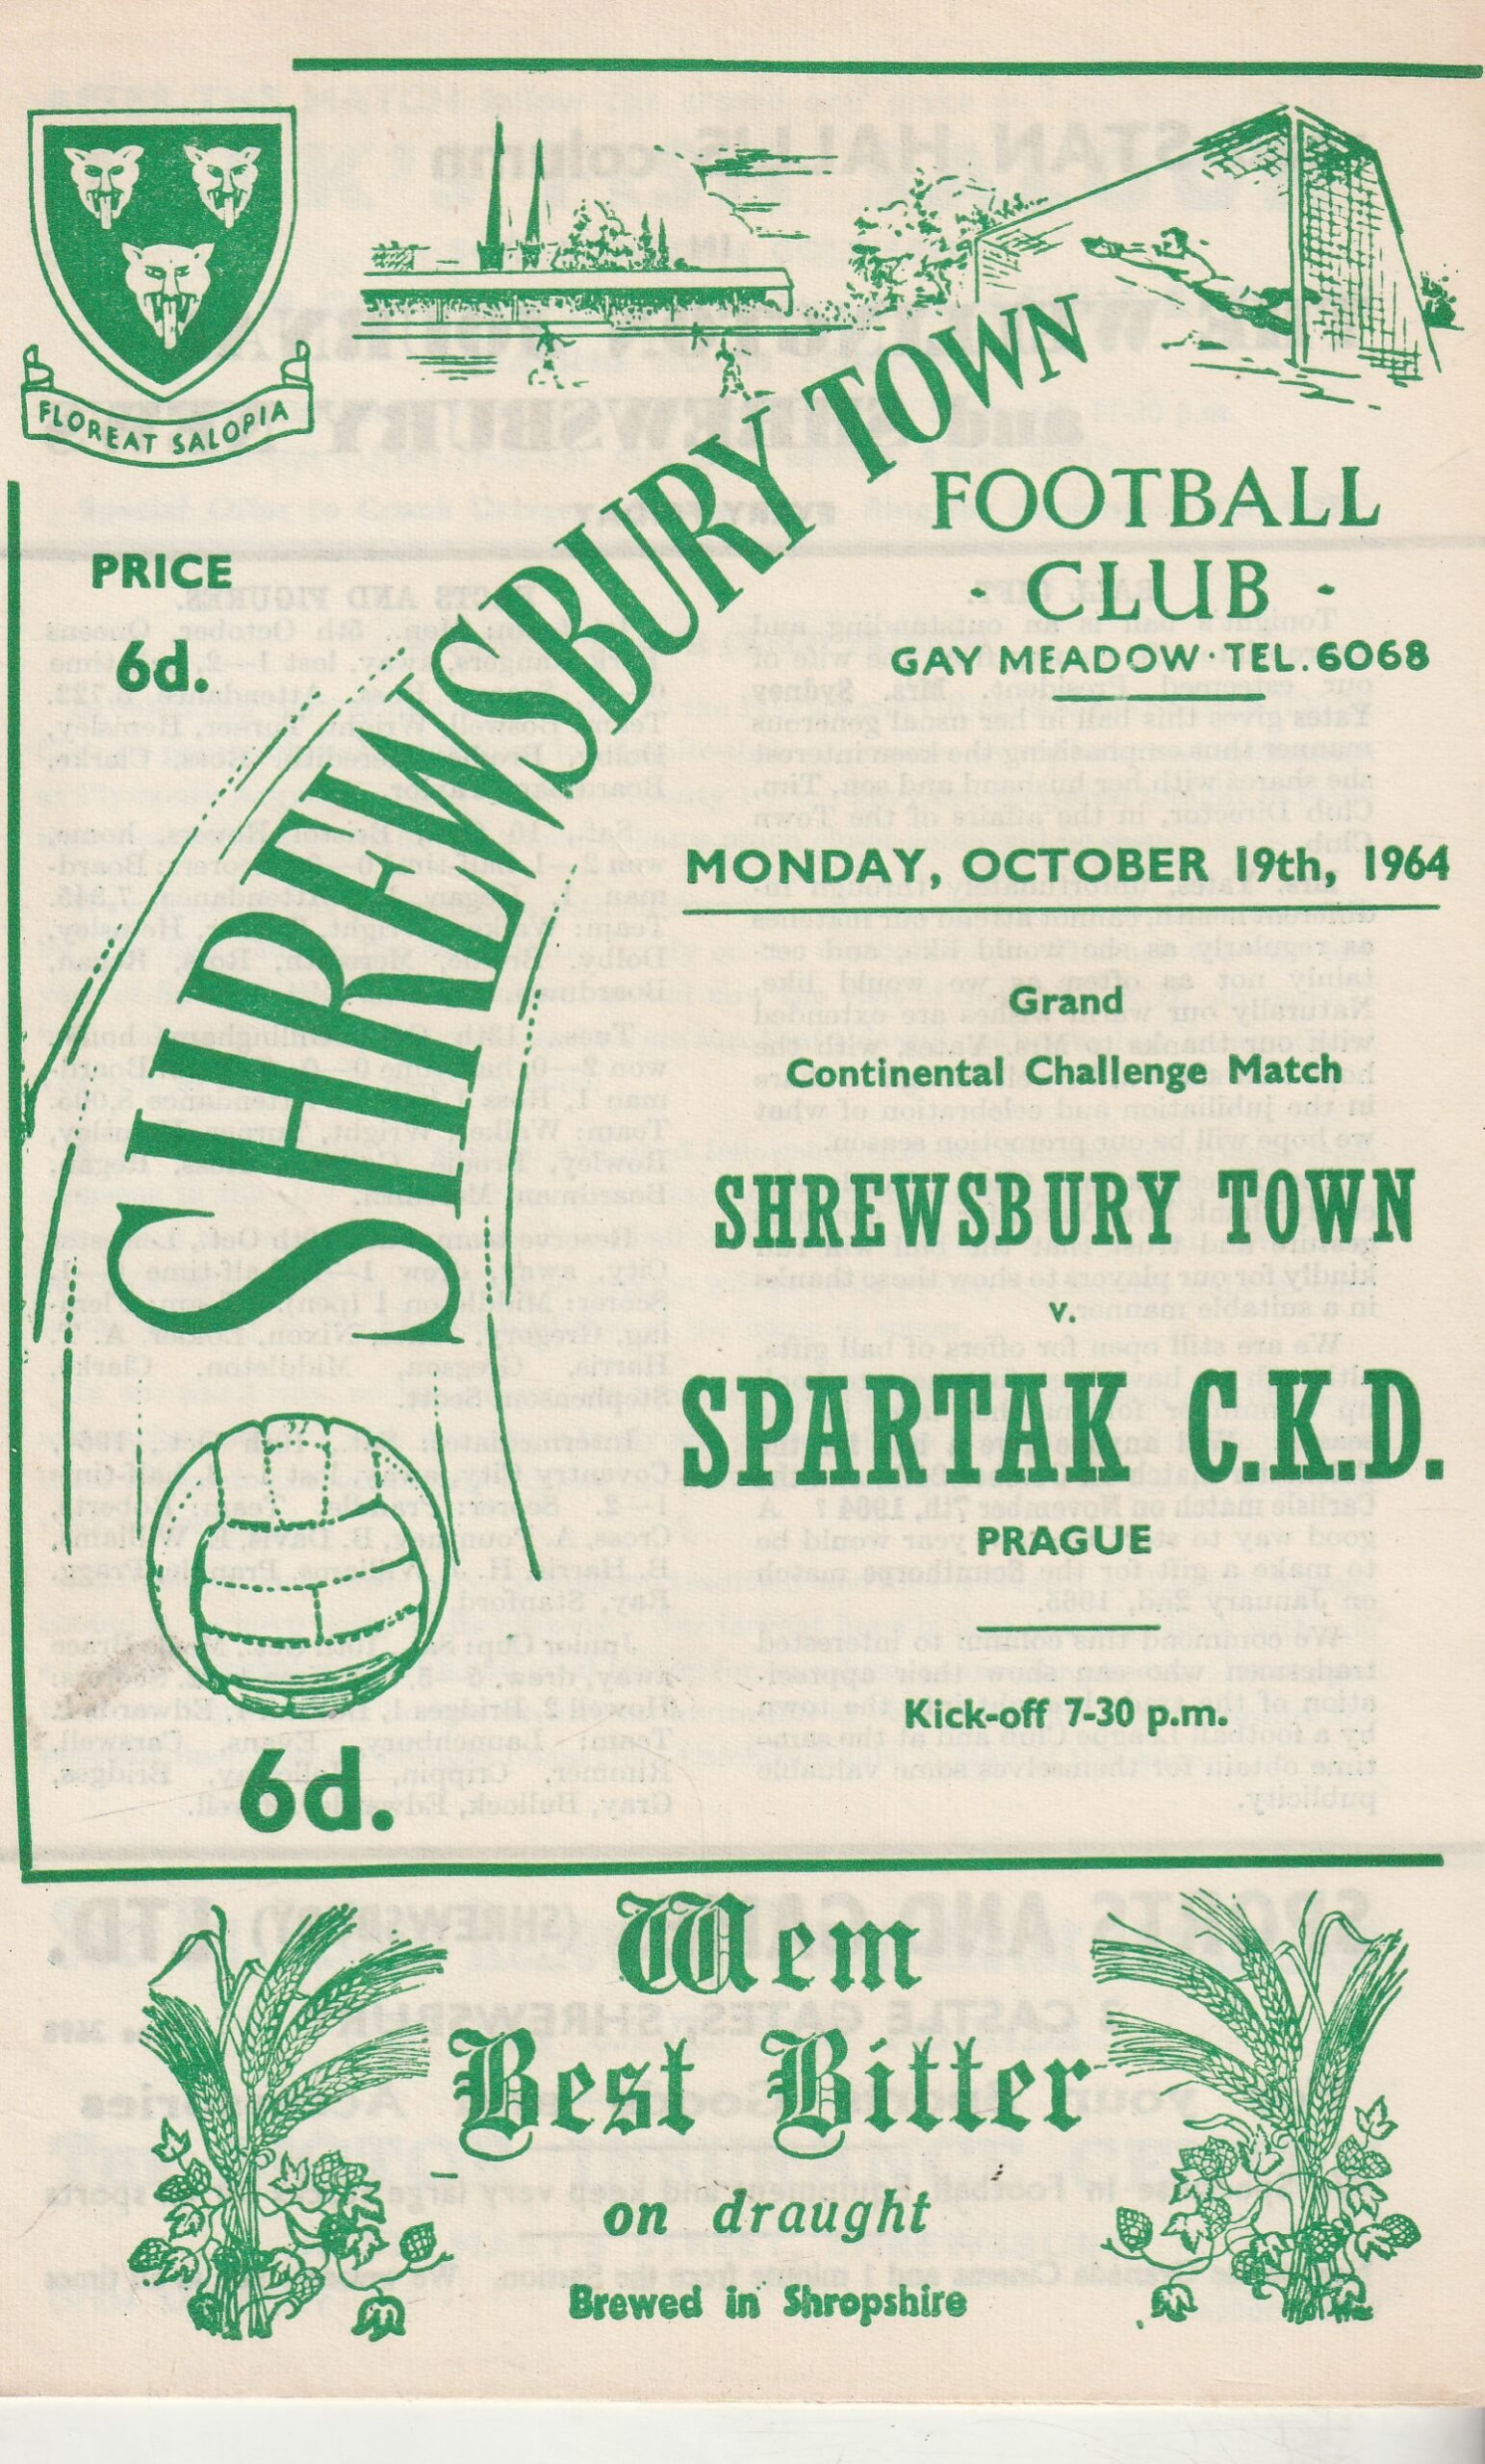 FLOREAT SALOPIA
SHREWSBURY TOWN
FOOTBALL
· CLUB ·
GAY MEADOW · TEL. 6068
PRICE
6d.
MONDAY, OCTOBER 19th, 1964
Grand
Continental Challenge Match
SHREWSBURY TOWN
v.
SPARTAK C.K.D.
PRAGUE
Kick-off 7-30 p.m.
6d.
Wem
Best Bitter
on draught
Brewed in Shropshire